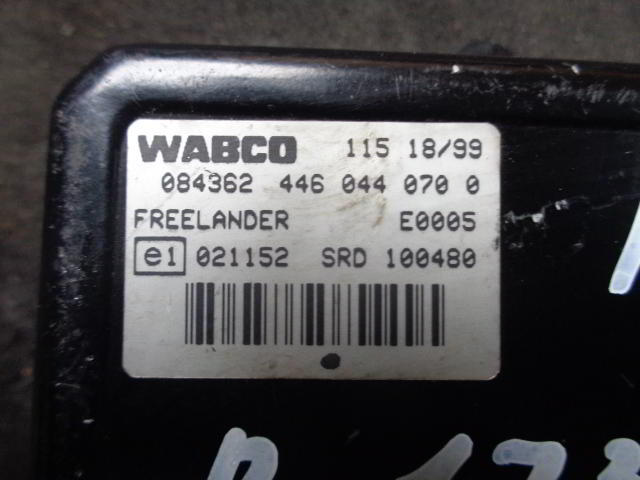 WABCO 115 18/99
084362 446 044 070 0
FREELANDER E0005
e1 021152 SRD 100480